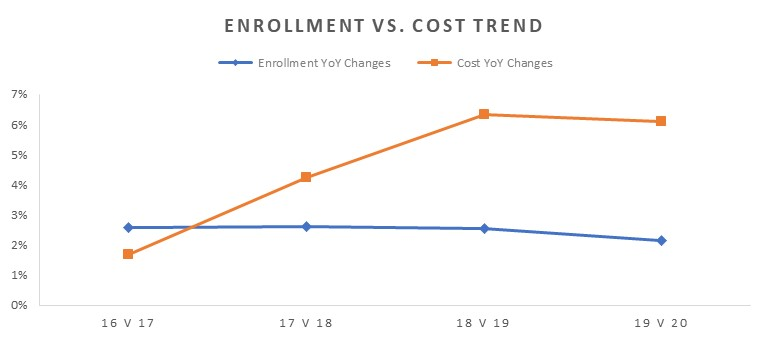 ENROLLMENT VS. COST TREND
Enrollment YoY Changes Cost YoY Changes
7%
6%
5%
4%
3%
2%
1%
0%
16 V 17 17 V 18 18 V 19 19 V 20